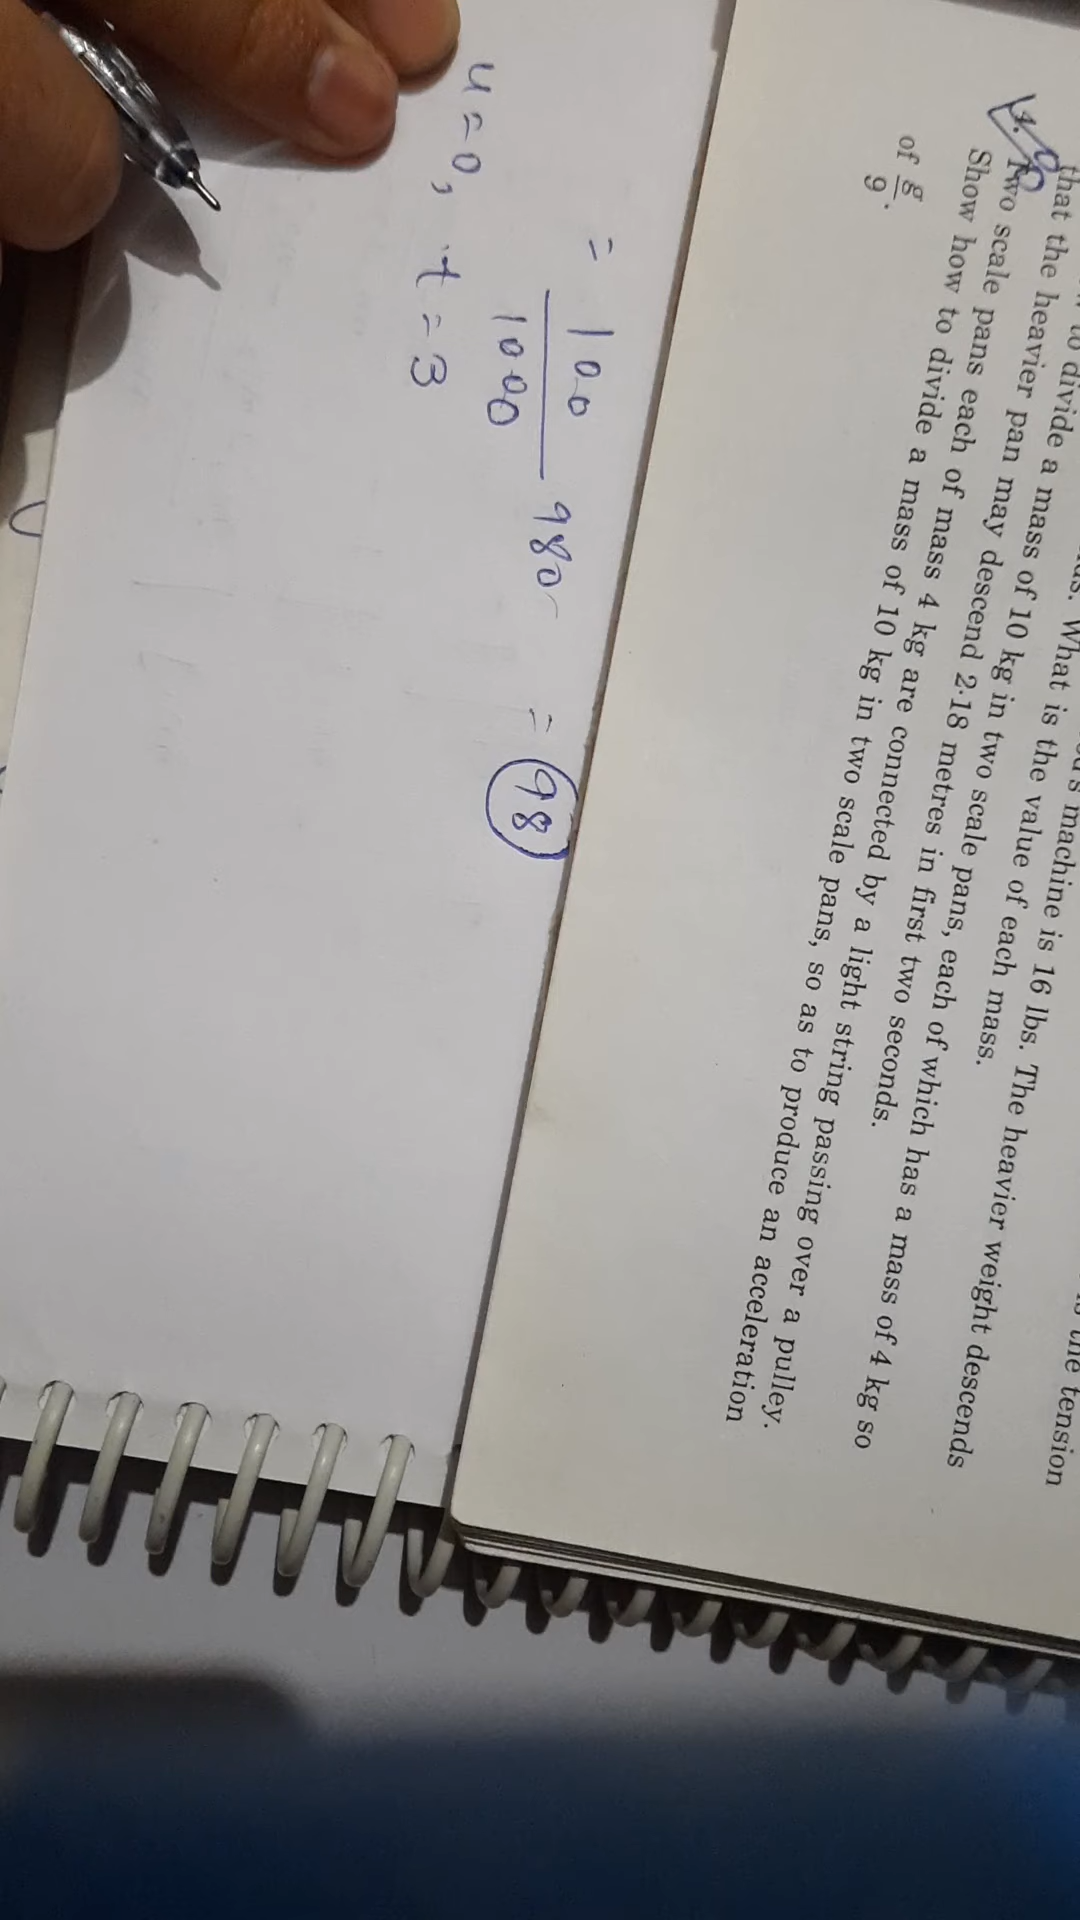 the tension
to divide a mass. What is the value of each mass.
machine is 16 lbs. The heavier weight descends
that the heavier pan may descend 2·18 metres in first two seconds.
of 10 kg in two scale pans, each of which has a mass of 4 kg so
Two scale pans each of mass 4 kg are connected by a light string passing over a pulley.
Show how to divide a mass of 10 kg in two scale pans, so as to produce an acceleration
of g/9.
= 100/1000 980 = 98
u=0, t=3